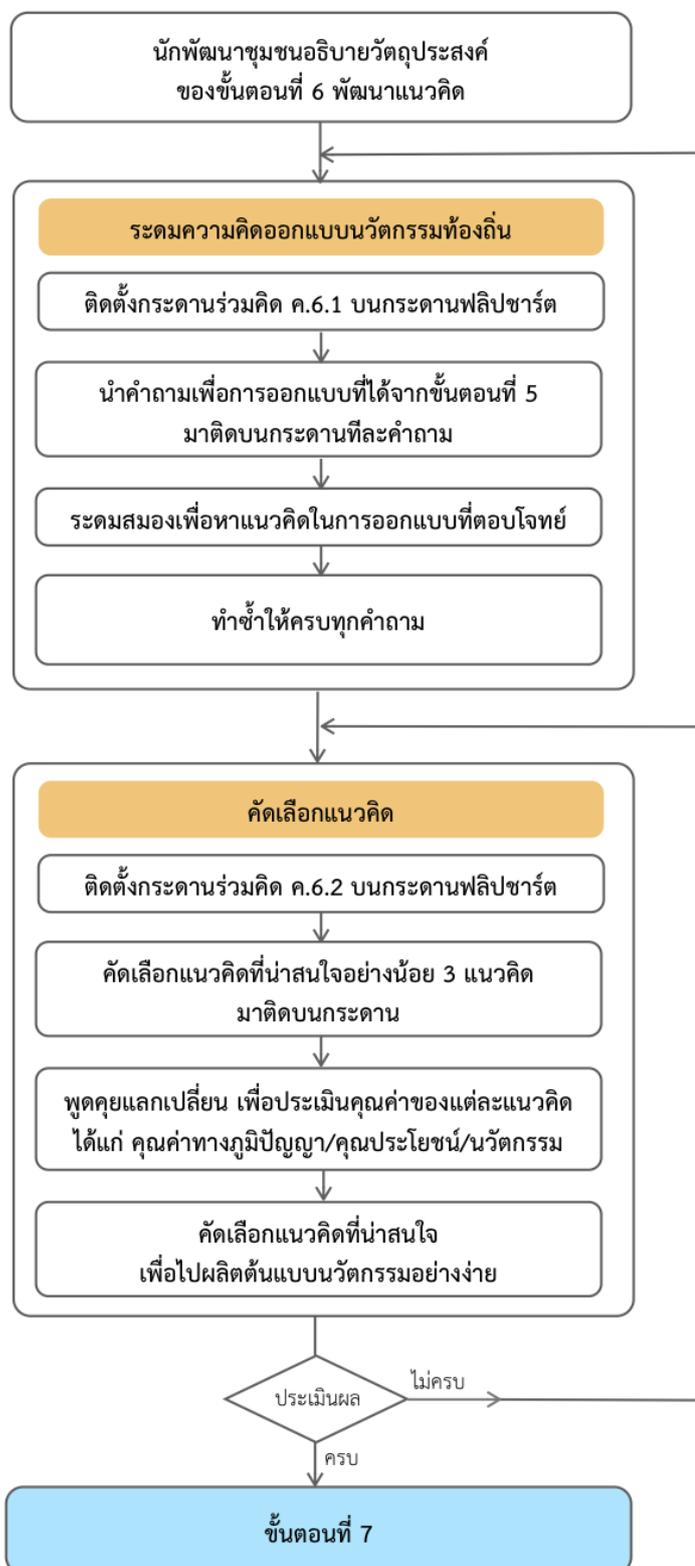 นักพัฒนาชุมชนอธิบายวัตถุประสงค์
ของขั้นตอนที่ 6 พัฒนาแนวคิด
ระดมความคิดออกแบบนวัตกรรมท้องถิ่น
ติดตั้งกระดานร่วมคิด ค.6.1 บนกระดานฟลิปชาร์ต
นำคำถามเพื่อการออกแบบที่ได้จากขั้นตอนที่ 5
มาติดบนกระดานทีละคำถาม
ระดมสมองเพื่อหาแนวคิดในการออกแบบที่ตอบโจทย์
ทำซ้ำให้ครบทุกคำถาม
คัดเลือกแนวคิด
ติดตั้งกระดานร่วมคิด ค.6.2 บนกระดานฟลิปชาร์ต
คัดเลือกแนวคิดที่น่าสนใจอย่างน้อย 3 แนวคิด
มาติดบนกระดาน
พูดคุยแลกเปลี่ยน เพื่อประเมินคุณค่าของแต่ละแนวคิด
ได้แก่ คุณค่าทางภูมิปัญญา/คุณประโยชน์/นวัตกรรม
คัดเลือกแนวคิดที่น่าสนใจ
เพื่อไปผลิตต้นแบบนวัตกรรมอย่างง่าย
ประเมินผล
ไม่ครบ
ครบ
ขั้นตอนที่ 7